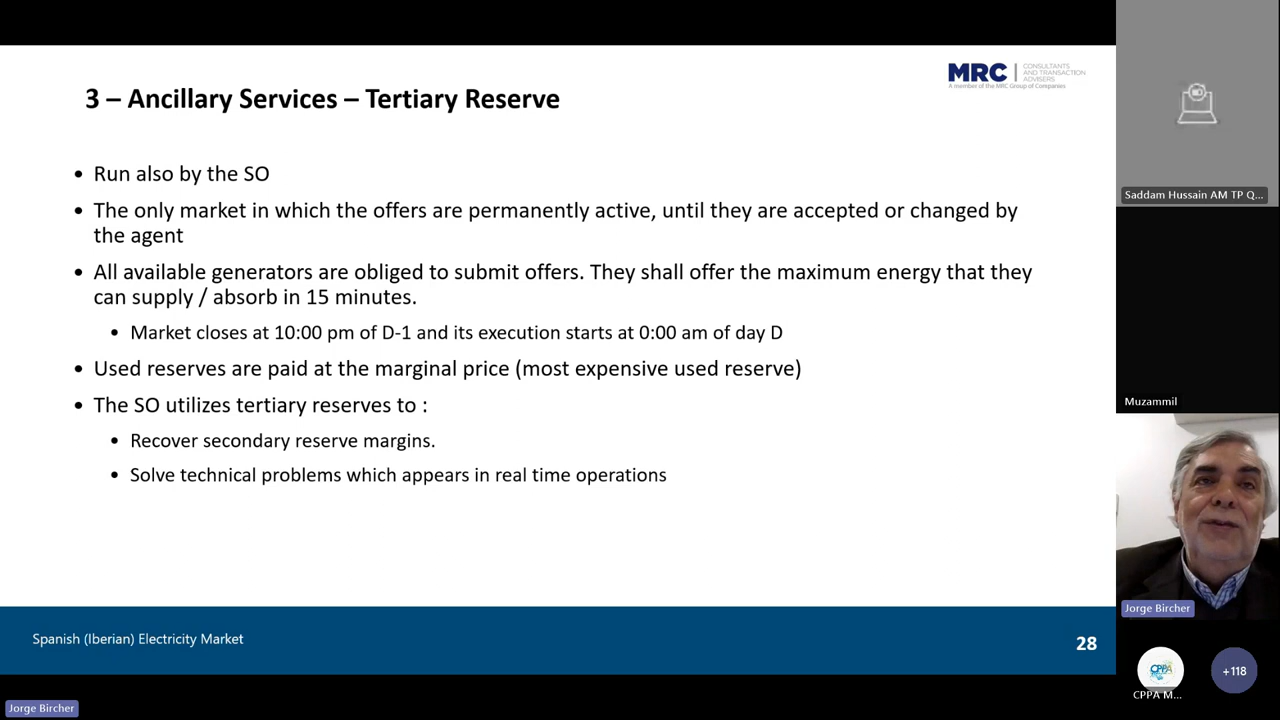 MRC
CONSULTANTS
AND TRANSACTION
ADVISERS
A member of the MRC Group of Companies
3 – Ancillary Services – Tertiary Reserve
• Run also by the SO
• The only market in which the offers are permanently active, until they are accepted or changed by
the agent
• All available generators are obliged to submit offers. They shall offer the maximum energy that they
can supply / absorb in 15 minutes.
• Market closes at 10:00 pm of D-1 and its execution starts at 0:00 am of day D
• Used reserves are paid at the marginal price (most expensive used reserve)
• The SO utilizes tertiary reserves to :
• Recover secondary reserve margins.
• Solve technical problems which appears in real time operations
Spanish (Iberian) Electricity Market
28
Saddam Hussain AM TP Q...
Muzammil
Jorge Bircher
CPPA
CPPA M...
+118
Jorge Bircher